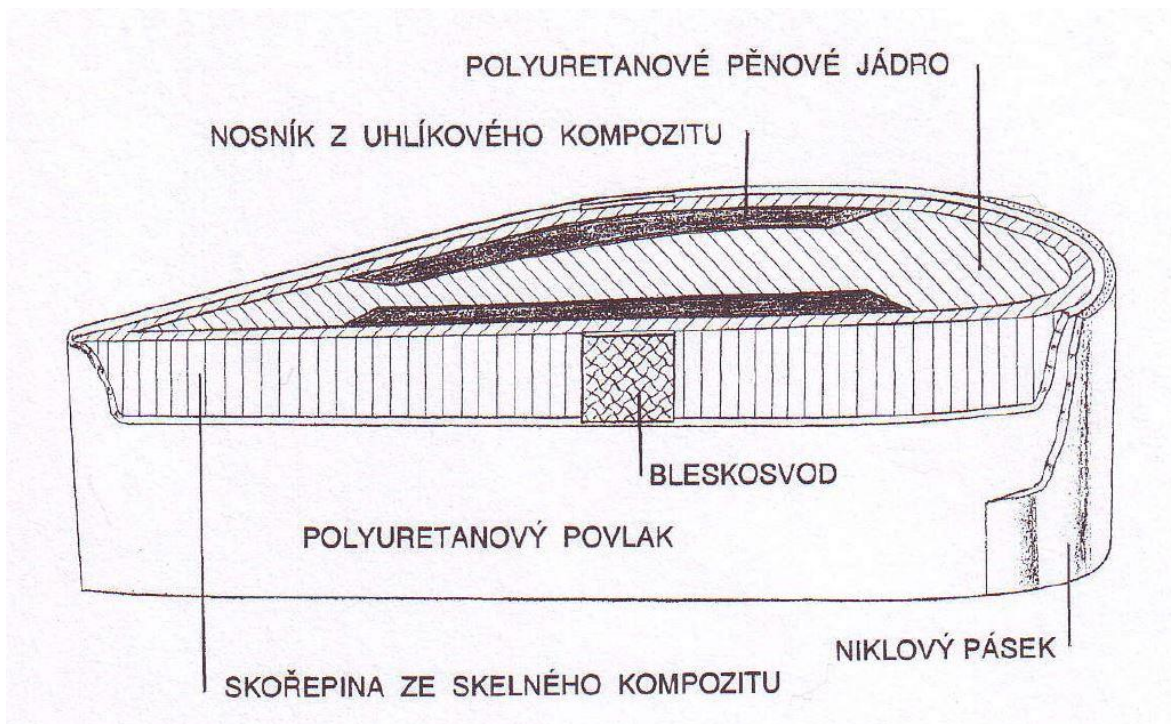 POLYURETANOVÉ PĚNOVÉ JÁDRO
NOSNÍK Z UHLÍKOVÉHO KOMPOZITU
BLESKOSVOD
POLYURETANOVÝ POVLAK
NIKLOVÝ PÁSEK
SKOŘEPINA ZE SKELNÉHO KOMPOZITU